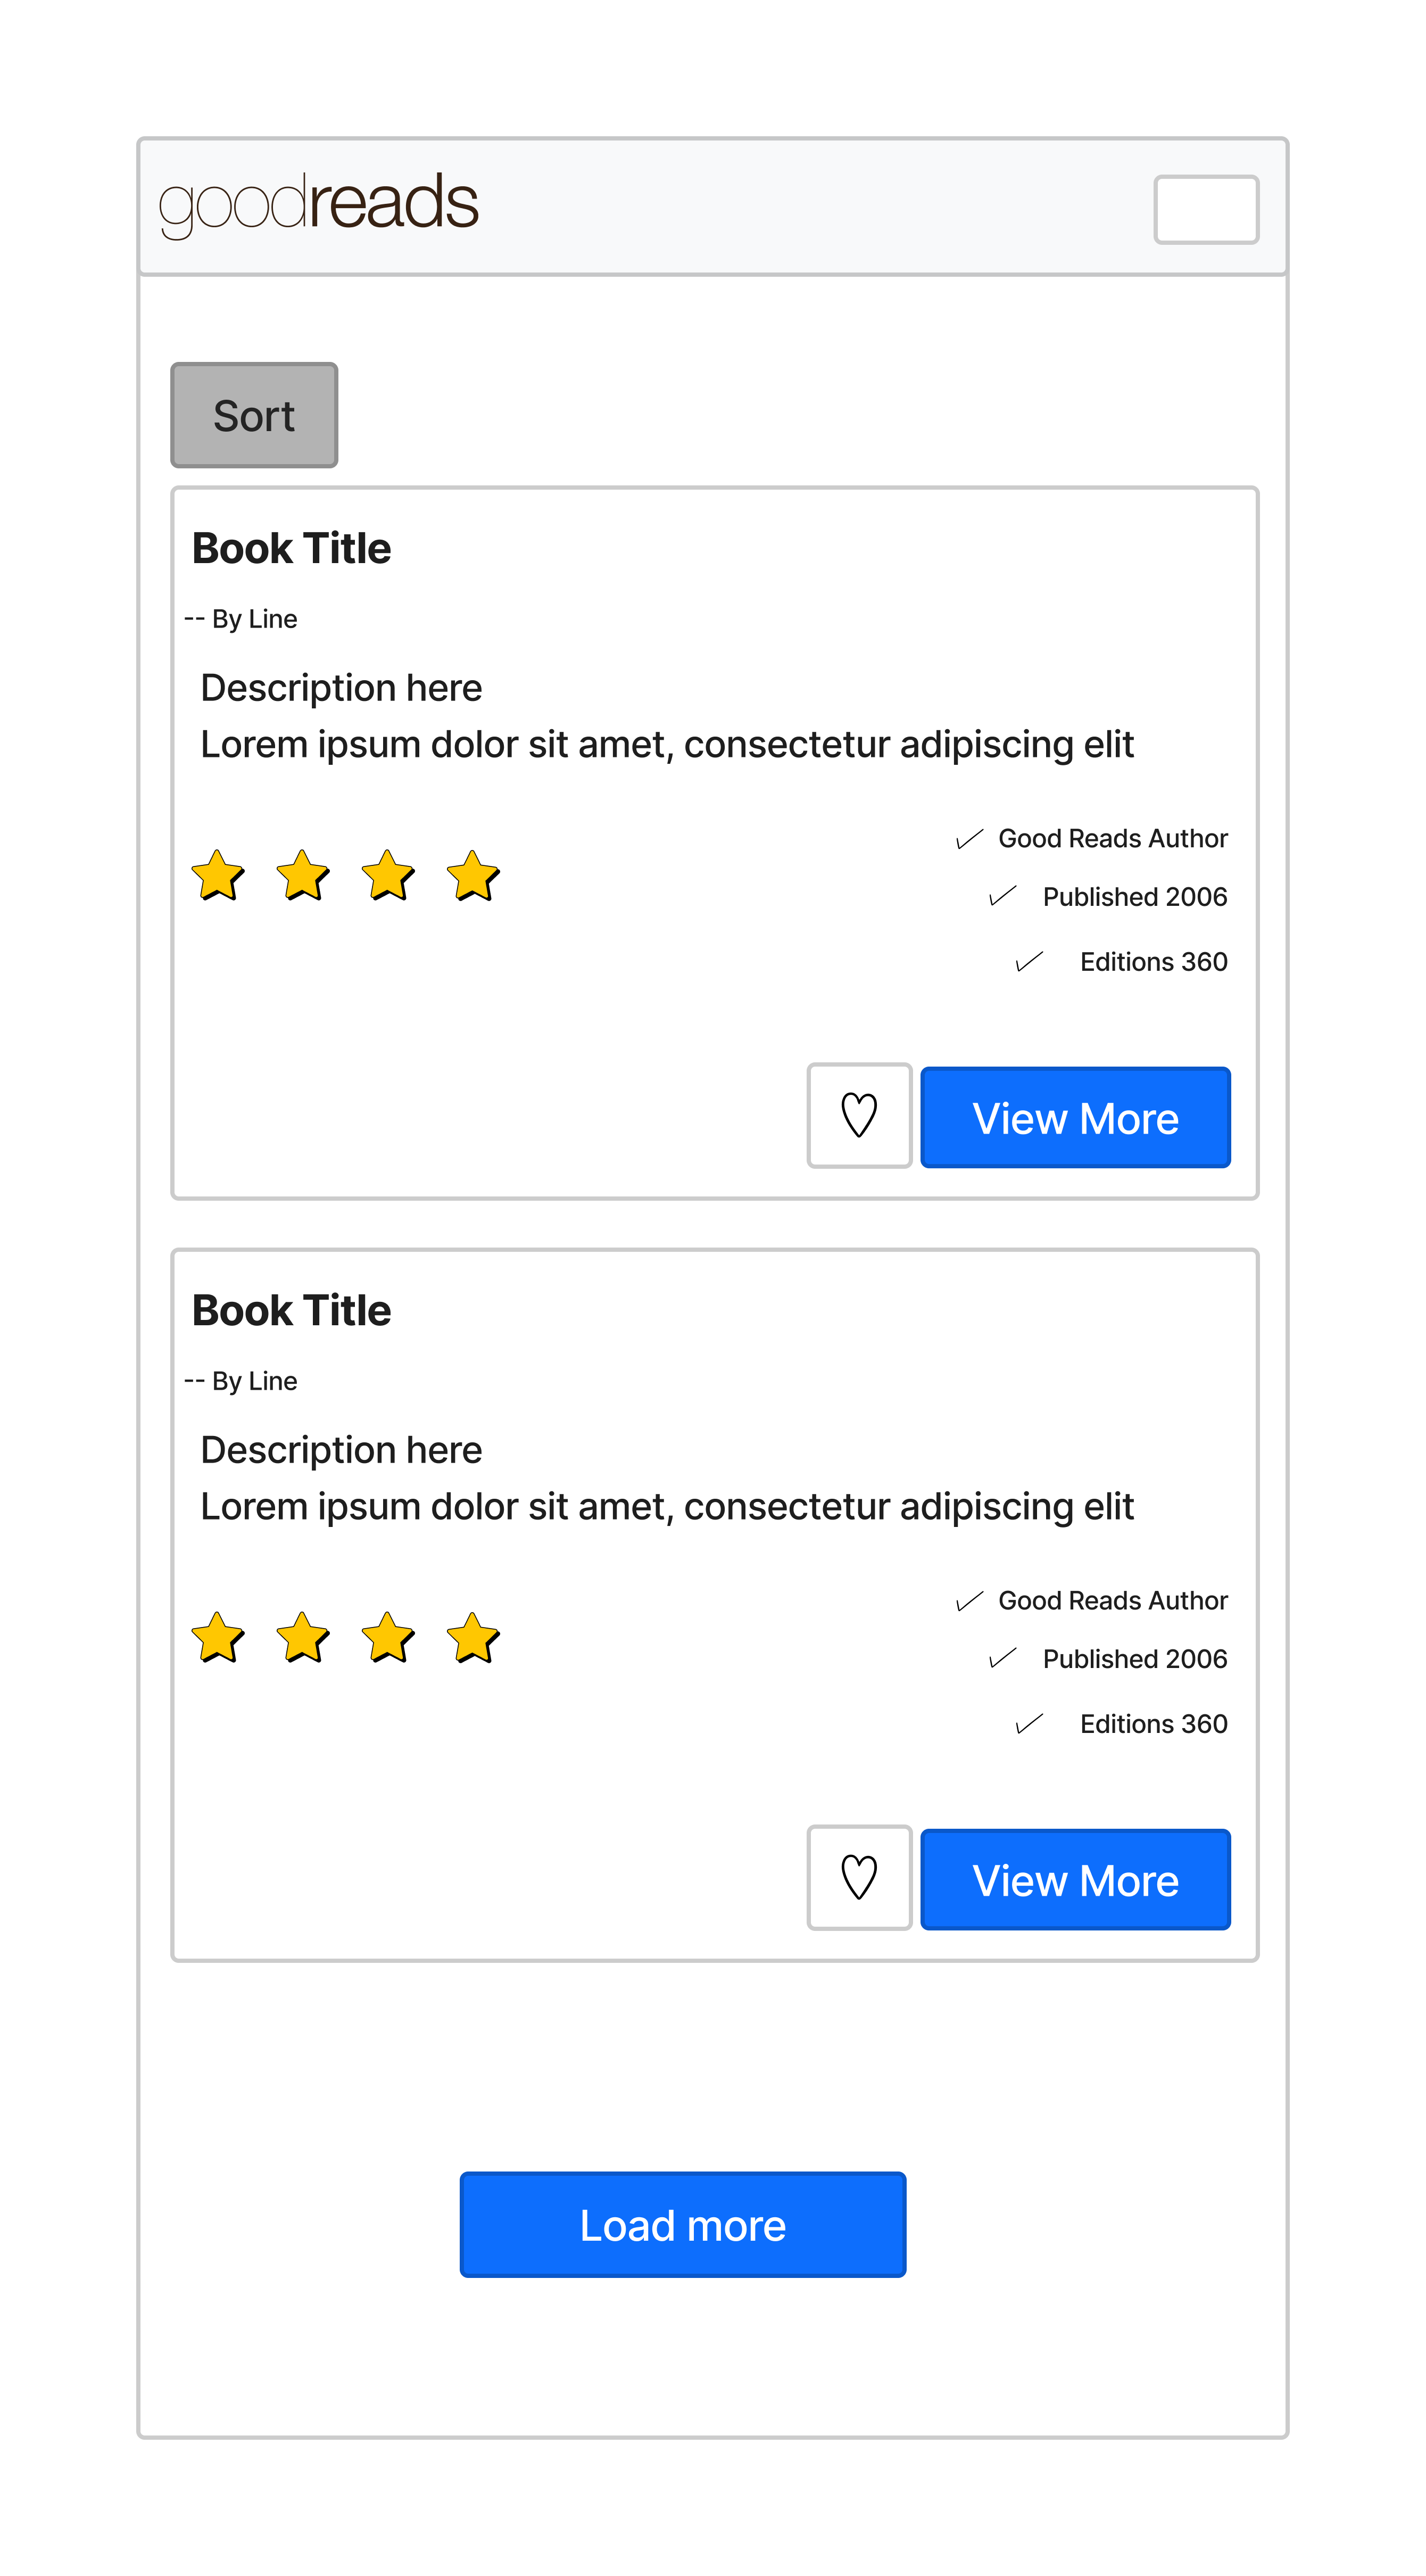 goodreads
Sort
Book Title
-- By Line
Description here
Lorem ipsum dolor sit amet, consectetur adipiscing elit
Good Reads Author
Published 2006
Editions 360
View More
Book Title
-- By Line
Description here
Lorem ipsum dolor sit amet, consectetur adipiscing elit
Good Reads Author
Published 2006
Editions 360
View More
Load more